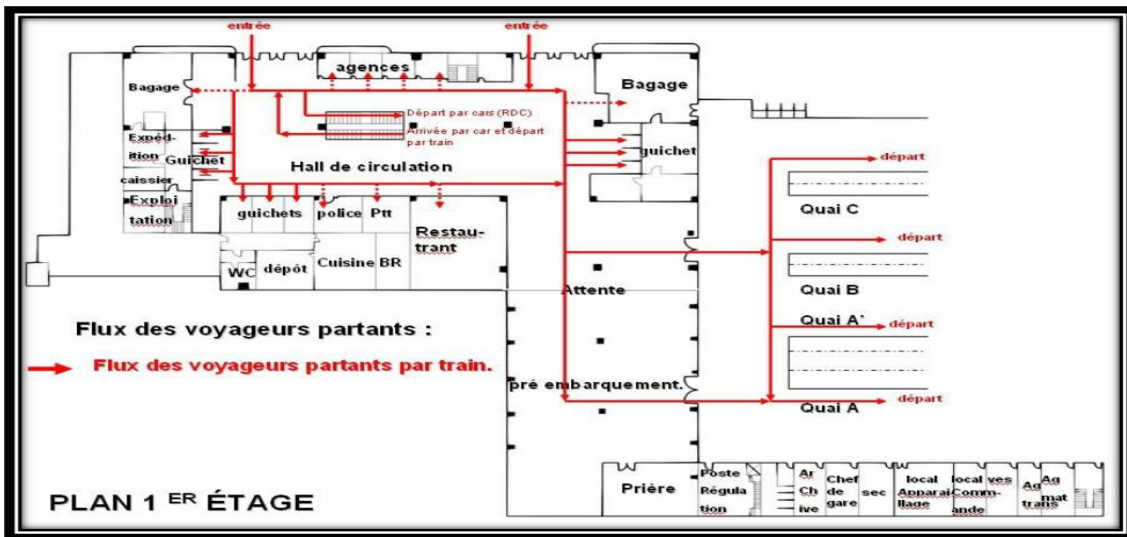 entrée
entrée
agences
Bagage
Bagage
Départ par cars (RDC)
Arrivée par car et départ
par train
Expéd-
ition
Guichet
guichet
Hall de circulation
caissier
Exploi
tation
départ
guichets
police
Ptt
Restau-
trant
Quai C
départ
WC
dépôt
Cuisine
BR
Attente
Quai B
Flux des voyageurs partants :
Quai A`
départ
Flux des voyageurs partants par train.
pré embarquement.
Quai A
départ
PLAN 1 ER ÉTAGE
Prière
Poste
Régula
tion
Ar
Ch
ive
Chef
de
gare
sec
local
Apparai-
llage
local
Comm-
ande
ves
Ag
trans
Ag
mat